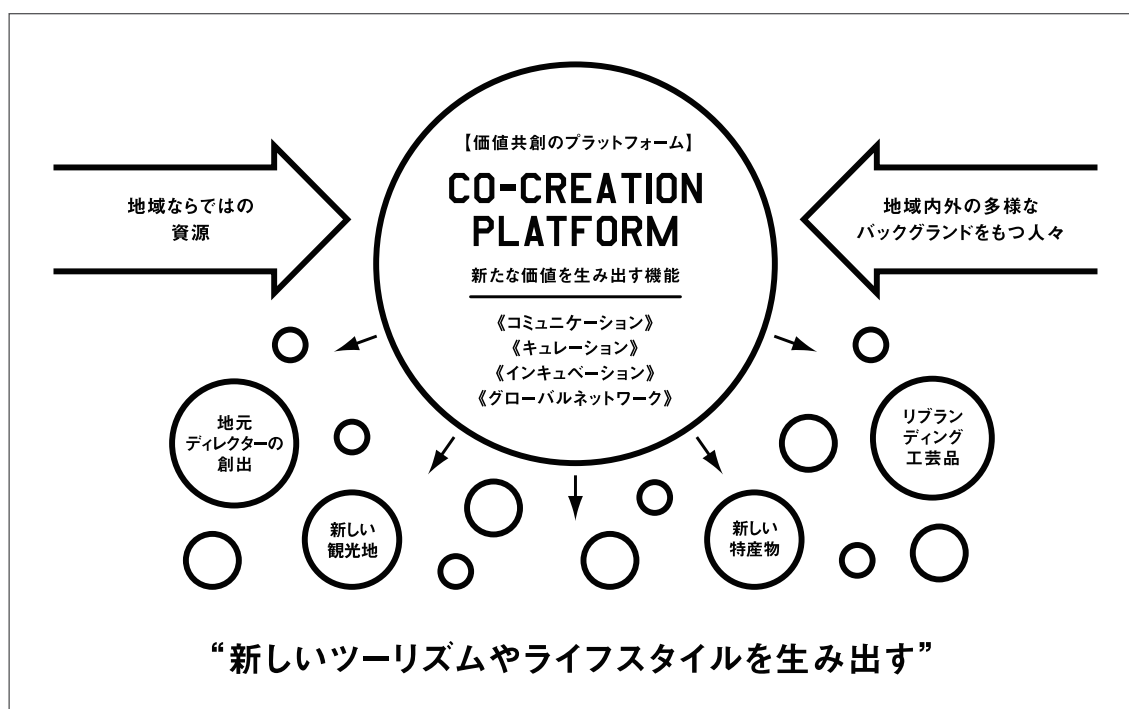 【価値共創のプラットフォーム】
CO-CREATION
PLATFORM
新たな価値を生み出す機能
《コミュニケーション》
《キュレーション》
《インキュベーション》
《グローバルネットワーク》
地域ならではの
資源
地域内外の多様な
バックグランドをもつ人々
地元
ディレクターの
創出
新しい
観光地
新しい
特産物
リブラン
ディング
工芸品
“新しいツーリズムやライフスタイルを生み出す”